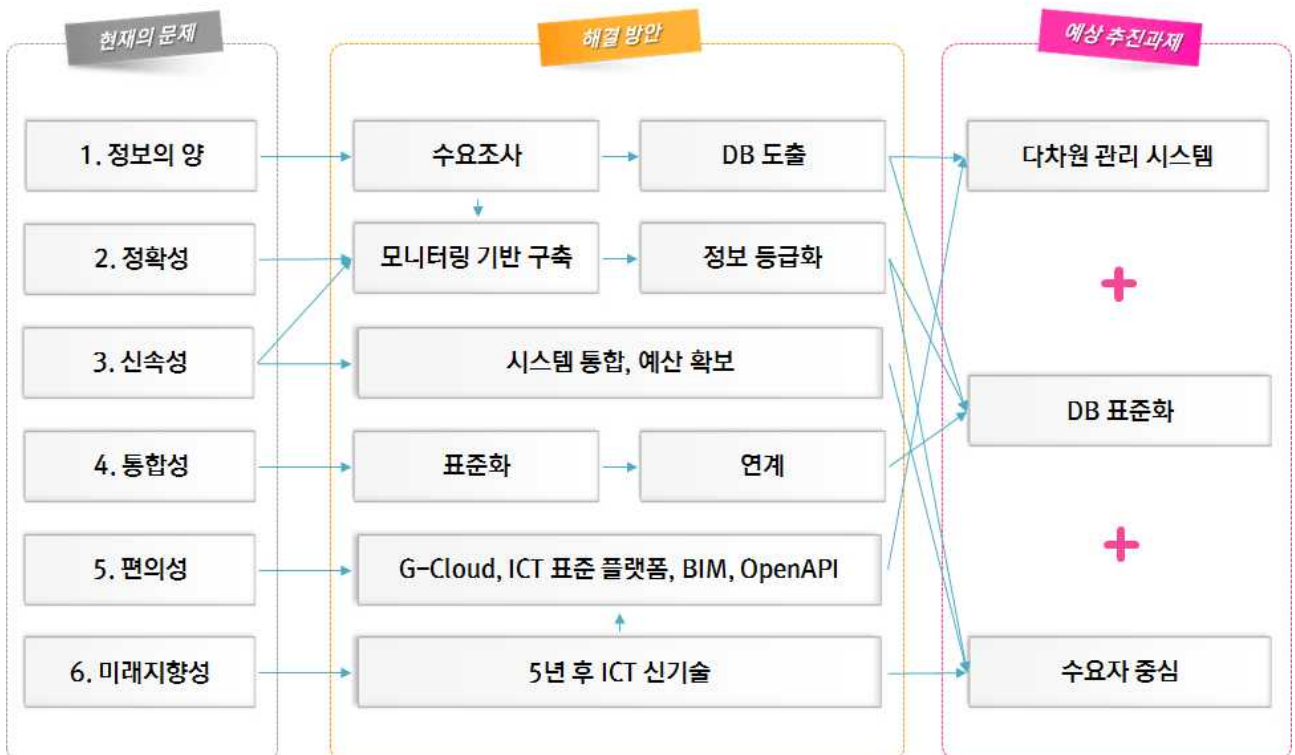 현재의 문제
해결 방안
예상 추진과제
1. 정보의 양
수요조사
DB 도출
다차원 관리 시스템
2. 정확성
모니터링 기반 구축
정보 등급화
+
3. 신속성
시스템 통합, 예산 확보
DB 표준화
4. 통합성
표준화
연계
+
5. 편의성
G-Cloud, ICT 표준 플랫폼, BIM, OpenAPI
6. 미래지향성
5년 후 ICT 신기술
수요자 중심